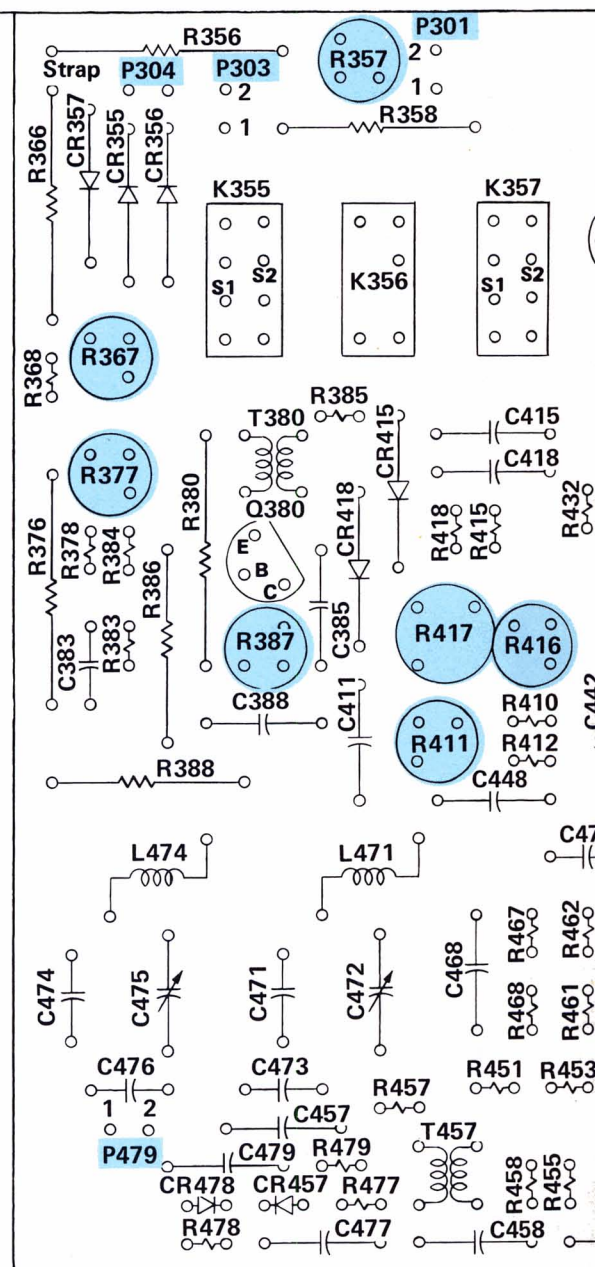 R356
P301
Strap
P304
P303
R357
2
1
2
1
R358
R366
CR357
CR355
CR356
K355
K357
S1
S2
K356
S1
S2
R367
R368
R385
T380
CR415
C415
C418
R377
R380
Q380
CR418
R418
R415
R432
R376
R378
R384
R386
E
B
C
C385
R417
R416
R387
C383
R383
C388
C411
R410
C442
R411
R412
R388
C448
L474
L471
C47
C474
C475
C471
C472
C468
R467
R462
R468
R461
C476
C473
R451
R453
R457
1
2
C457
T457
P479
C479
R479
CR478
CR457
R477
R458
R455
R478
C477
C458